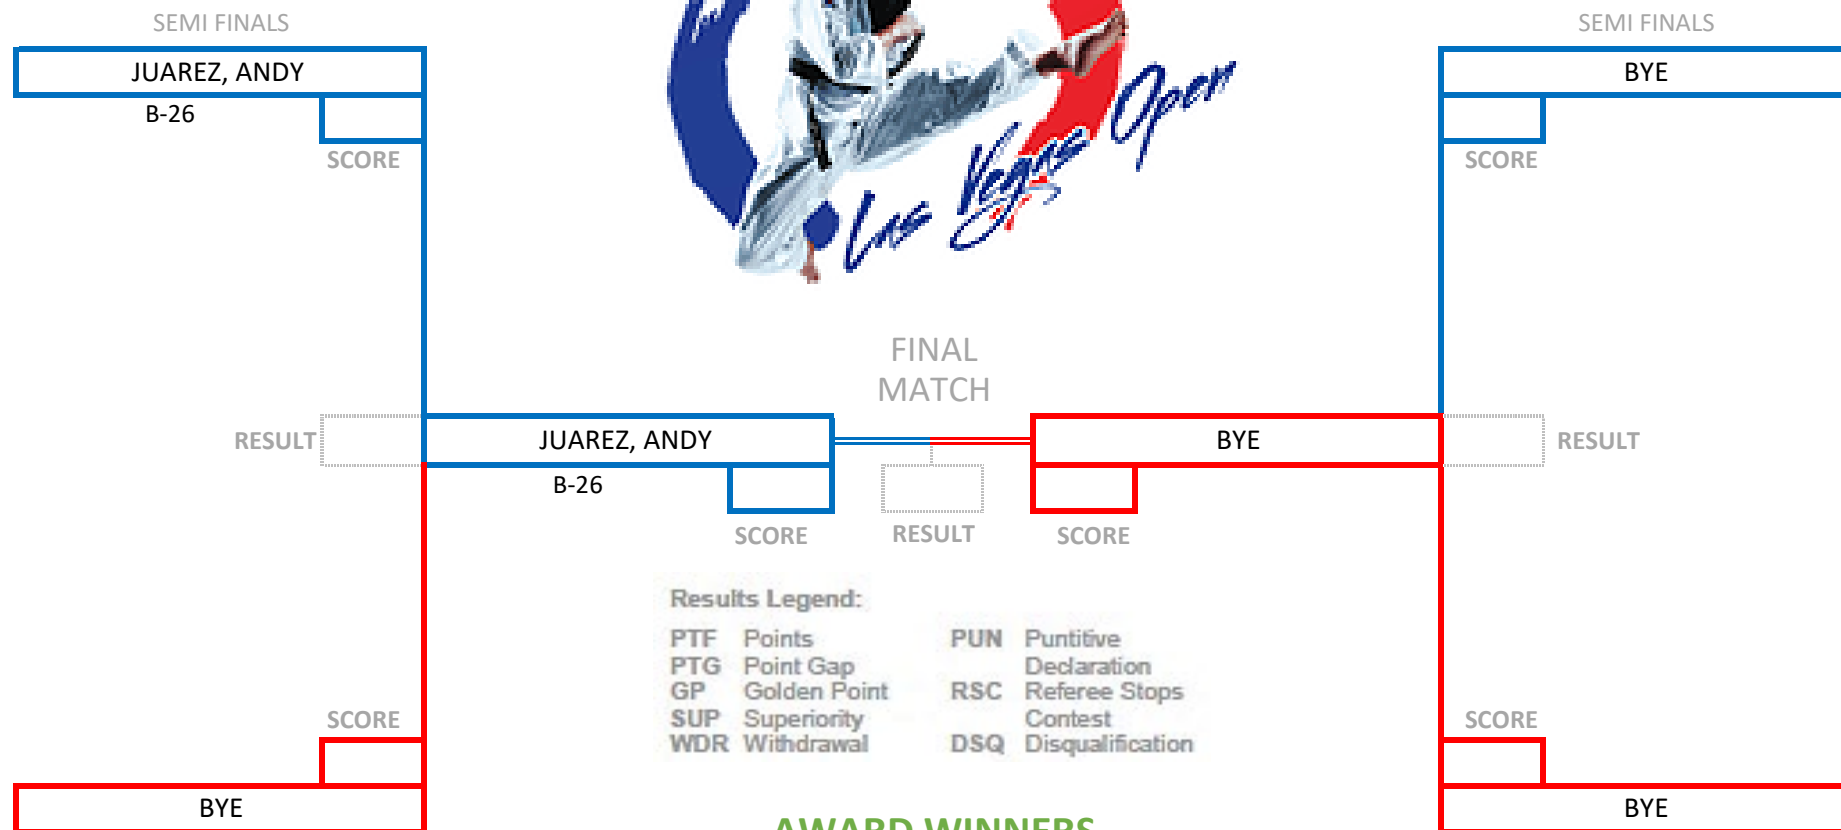 SEMI FINALS
SEMI FINALS
JUAREZ, ANDY
BYE
B-26
SCORE
SCORE
Las Vegas Open
FINAL
MATCH
RESULT
JUAREZ, ANDY
BYE
RESULT
B-26
SCORE
RESULT
SCORE
Results Legend:
PTF Points
PTG Point Gap
GP Golden Point
SUP Superiority
WDR Withdrawal
PUN Puntitive
Declaration
RSC Referee Stops
Contest
DSQ Disqualification
SCORE
SCORE
BYE
BYE
AWARD WINNERS